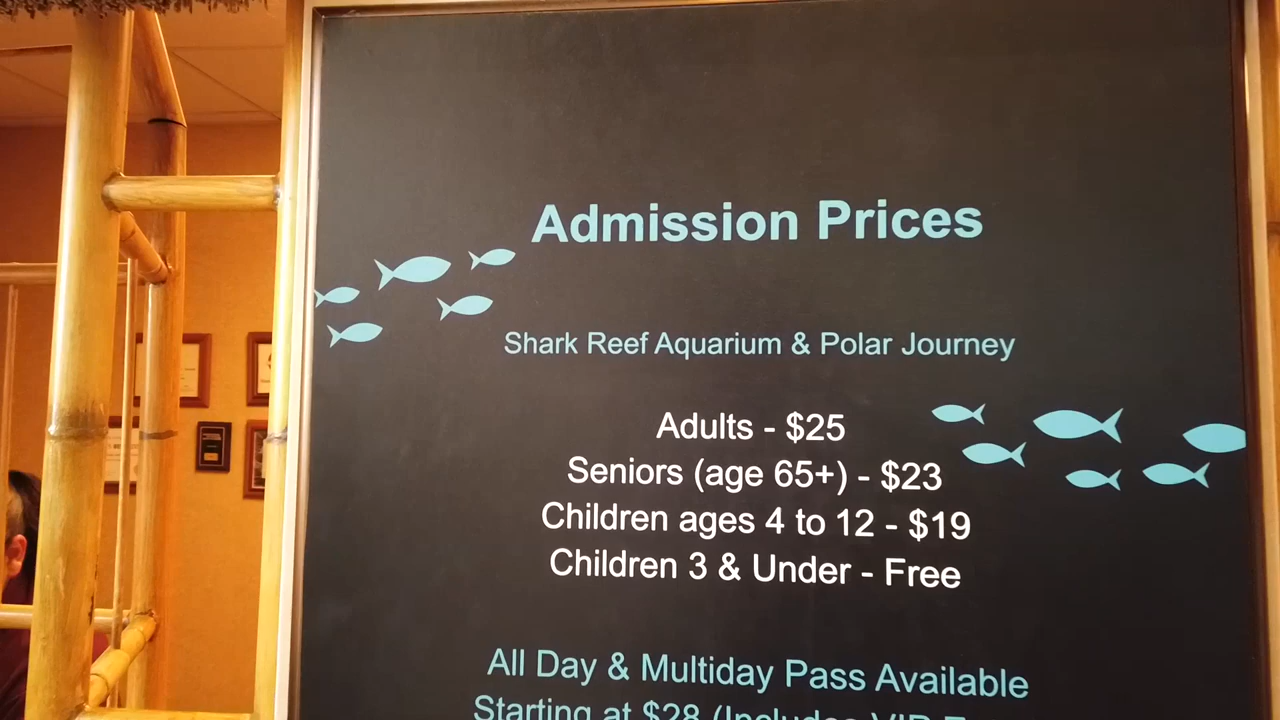 Admission Prices
Shark Reef Aquarium & Polar Journey
Adults - $25
Seniors (age 65+) - $23
Children ages 4 to 12 - $19
Children 3 & Under - Free
All Day & Multiday Pass Available
Starting at $28 (Includes VIP